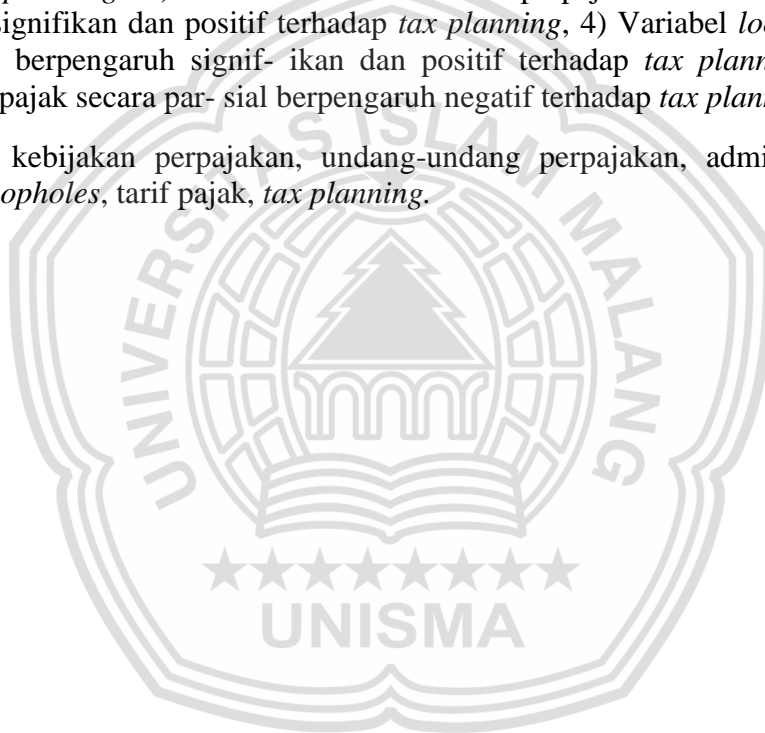 signifikan dan positif terhadap tax planning, 4) Variabel loo
berpengaruh signif- ikan dan positif terhadap tax plann
pajak secara par- sial berpengaruh negatif terhadap tax plann
kebijakan perpajakan, undang-undang perpajakan, admi
opholes, tarif pajak, tax planning.
UNIVERSITAS ISLAM MALANG
UNISMA